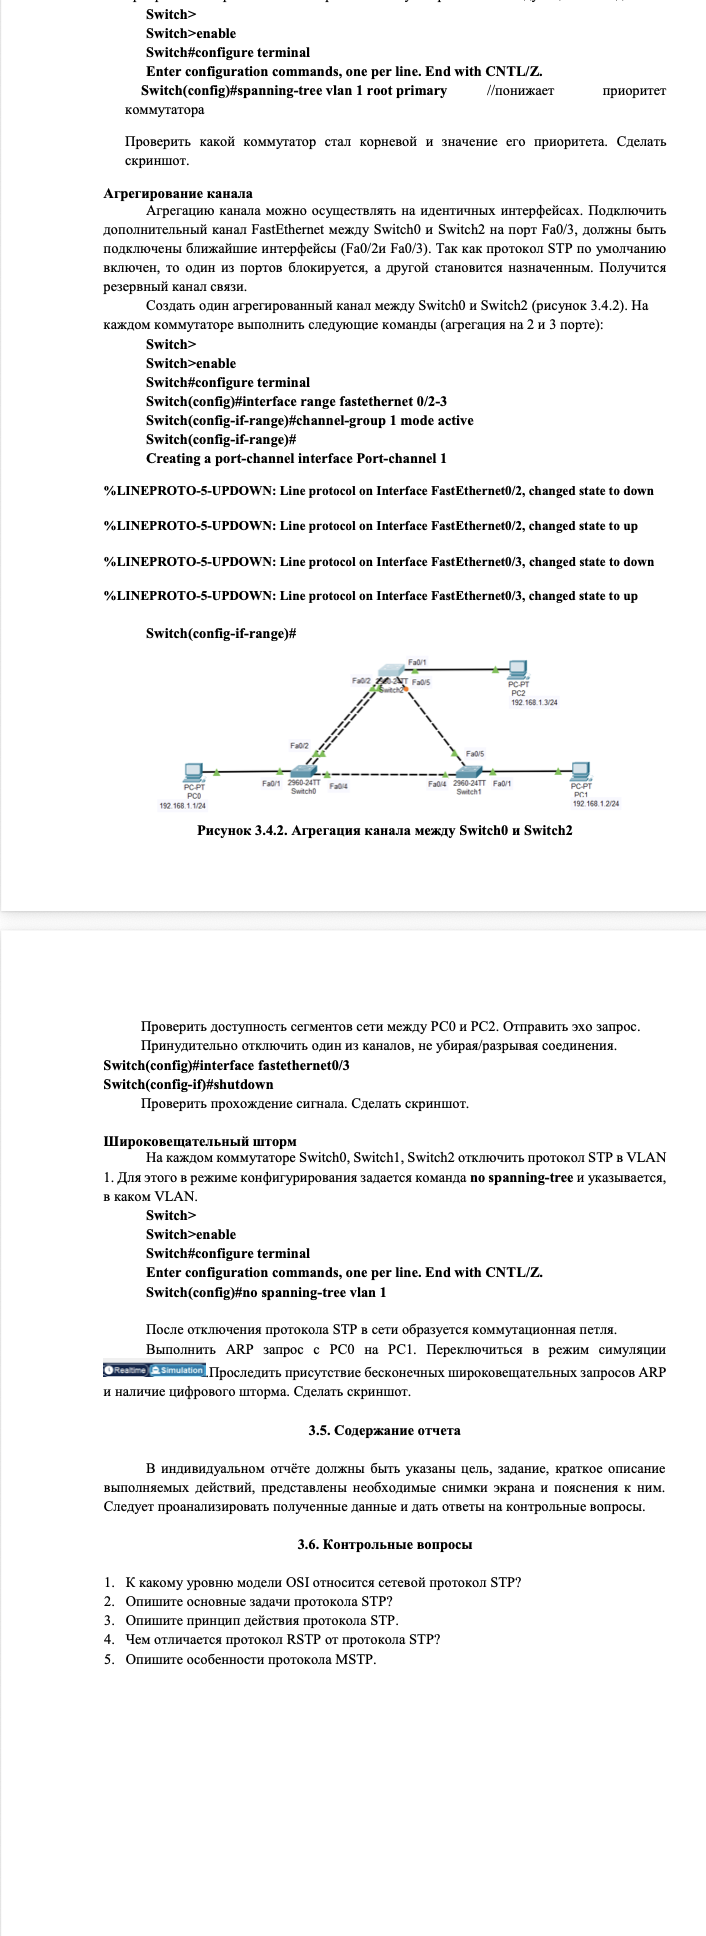 Switch>
Switch>enable
Switch#configure terminal
Enter configuration commands, one per line. End with CNTL/Z.
Switch(config)#spanning-tree vlan 1 root primary //понижает приоритет
коммутатора
Проверить какой коммутатор стал корневой и значение его приоритета. Сделать
скриншот.
Агрегирование канала
Агрегацию канала можно осуществлять на идентичных интерфейсах. Подключить
дополнительный канал FastEthernet между Switch0 и Switch2 на порт Fa0/3, должны быть
подключены ближайшие интерфейсы (Fa0/2и Fa0/3). Так как протокол STP по умолчанию
включен, то один из портов блокируется, а другой становится назначенным. Получится
резервный канал связи.
Создать один агрегированный канал между Switch0 и Switch2 (рисунок 3.4.2). На
каждом коммутаторе выполнить следующие команды (агрегация на 2 и 3 порте):
Switch>
Switch>enable
Switch#configure terminal
Switch(config)#interface range fastethernet 0/2-3
Switch(config-if-range)#channel-group 1 mode active
Switch(config-if-range)#
Creating a port-channel interface Port-channel 1
%LINEPROTO-5-UPDOWN: Line protocol on Interface FastEthernet0/2, changed state to down
%LINEPROTO-5-UPDOWN: Line protocol on Interface FastEthernet0/2, changed state to up
%LINEPROTO-5-UPDOWN: Line protocol on Interface FastEthernet0/3, changed state to down
%LINEPROTO-5-UPDOWN: Line protocol on Interface FastEthernet0/3, changed state to up
Switch(config-if-range)#
Fa0/1
Fa0/2 2960-24TT Fa0/5
Switch2
PC-PT
PC2
192.168.1.3/24
Fa0/2
Fa0/5
PC-PT
PC0
192.168.1.1/24
Fa0/1 2960-24TT Fa0/4
Switch0
Fa0/4 2960-24TT Fa0/1
Switch1
PC-PT
PC1
192.168.1.2/24
Рисунок 3.4.2. Агрегация канала между Switch0 и Switch2
Проверить доступность сегментов сети между PC0 и PC2. Отправить эхо запрос.
Принудительно отключить один из каналов, не убирая/разрывая соединения.
Switch(config)#interface fastethernet0/3
Switch(config-if)#shutdown
Проверить прохождение сигнала. Сделать скриншот.
Широковещательный шторм
На каждом коммутаторе Switch0, Switch1, Switch2 отключить протокол STP в VLAN
1. Для этого в режиме конфигурирования задается команда no spanning-tree и указывается,
в каком VLAN.
Switch>
Switch>enable
Switch#configure terminal
Enter configuration commands, one per line. End with CNTL/Z.
Switch(config)#no spanning-tree vlan 1
После отключения протокола STP в сети образуется коммутационная петля.
Выполнить ARP запрос с PC0 на PC1. Переключиться в режим симуляции
Realtime Simulation .Проследить присутствие бесконечных широковещательных запросов ARP
и наличие цифрового шторма. Сделать скриншот.
3.5. Содержание отчета
В индивидуальном отчёте должны быть указаны цель, задание, краткое описание
выполняемых действий, представлены необходимые снимки экрана и пояснения к ним.
Следует проанализировать полученные данные и дать ответы на контрольные вопросы.
3.6. Контрольные вопросы
1. К какому уровню модели OSI относится сетевой протокол STP?
2. Опишите основные задачи протокола STP?
3. Опишите принцип действия протокола STP.
4. Чем отличается протокол RSTP от протокола STP?
5. Опишите особенности протокола MSTP.